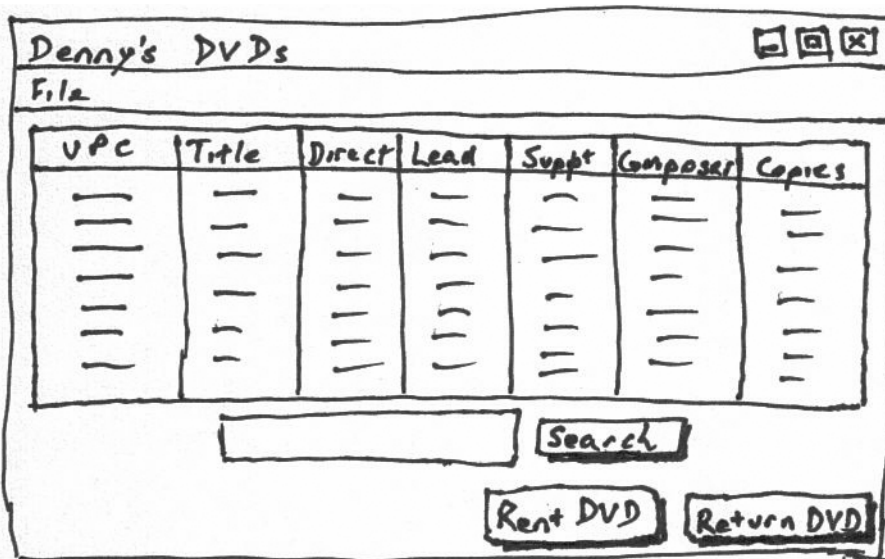 Denny's DVDs
File
UPC Title Direct Lead Suppt Composer Copies
Search
Rent DVD Return DVD